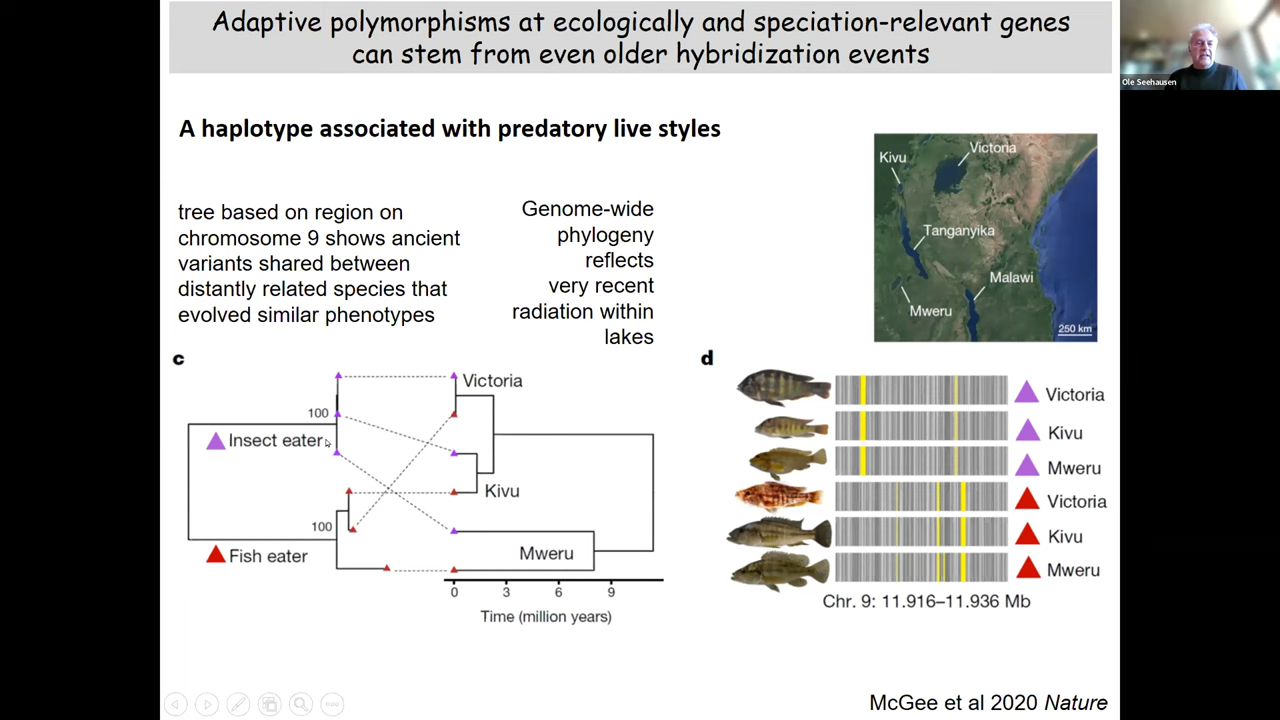 Adaptive polymorphisms at ecologically and speciation-relevant genes
can stem from even older hybridization events
Ole Seehausen
A haplotype associated with predatory live styles
tree based on region on
chromosome 9 shows ancient
variants shared between
distantly related species that
evolved similar phenotypes
Genome-wide
phylogeny
reflects
very recent
radiation within
lakes
Kivu
Victoria
Tanganyika
Malawi
Mweru
250 km
c
Victoria
100
Insect eater
Kivu
100
Fish eater
Mweru
0 3 6 9
Time (million years)
d
Victoria
Kivu
Mweru
Victoria
Kivu
Mweru
Chr. 9: 11.916–11.936 Mb
McGee et al 2020 Nature